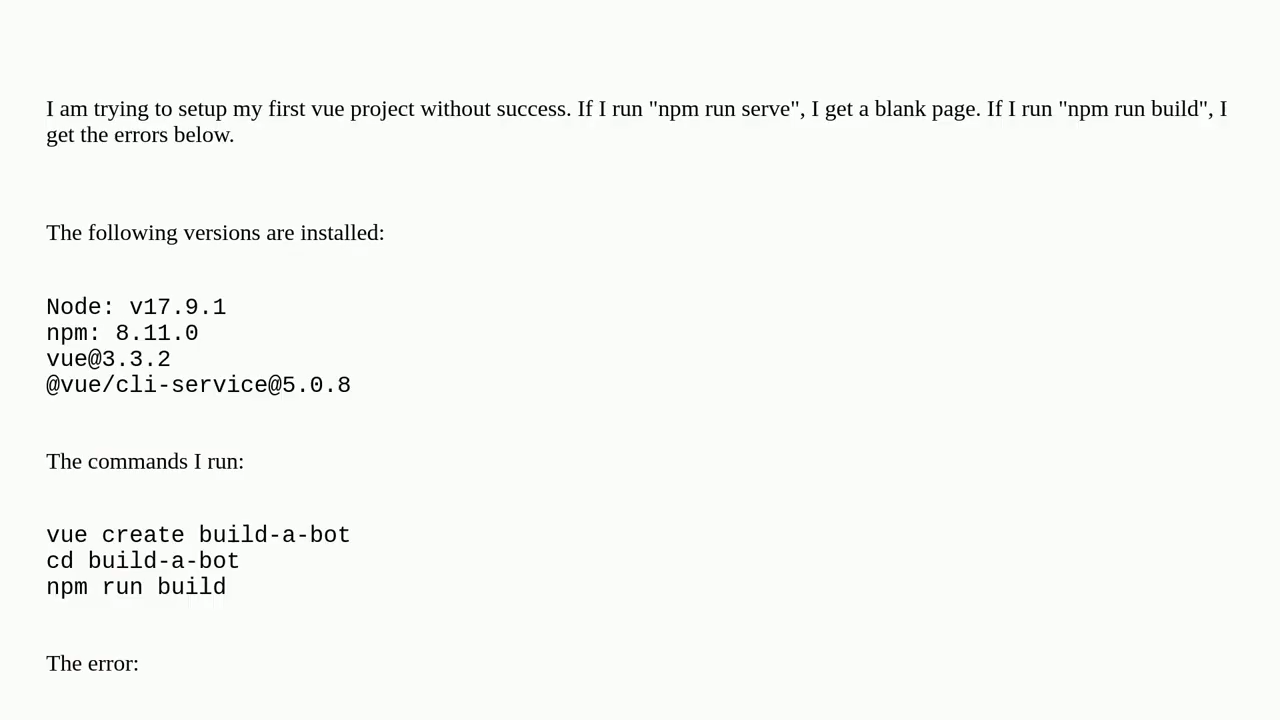 I am trying to setup my first vue project without success. If I run "npm run serve", I get a blank page. If I run "npm run build", I
get the errors below.
The following versions are installed:
Node: v17.9.1
npm: 8.11.0
vue@3.3.2
@vue/cli-service@5.0.8
The commands I run:
vue create build-a-bot
cd build-a-bot
npm run build
The error: